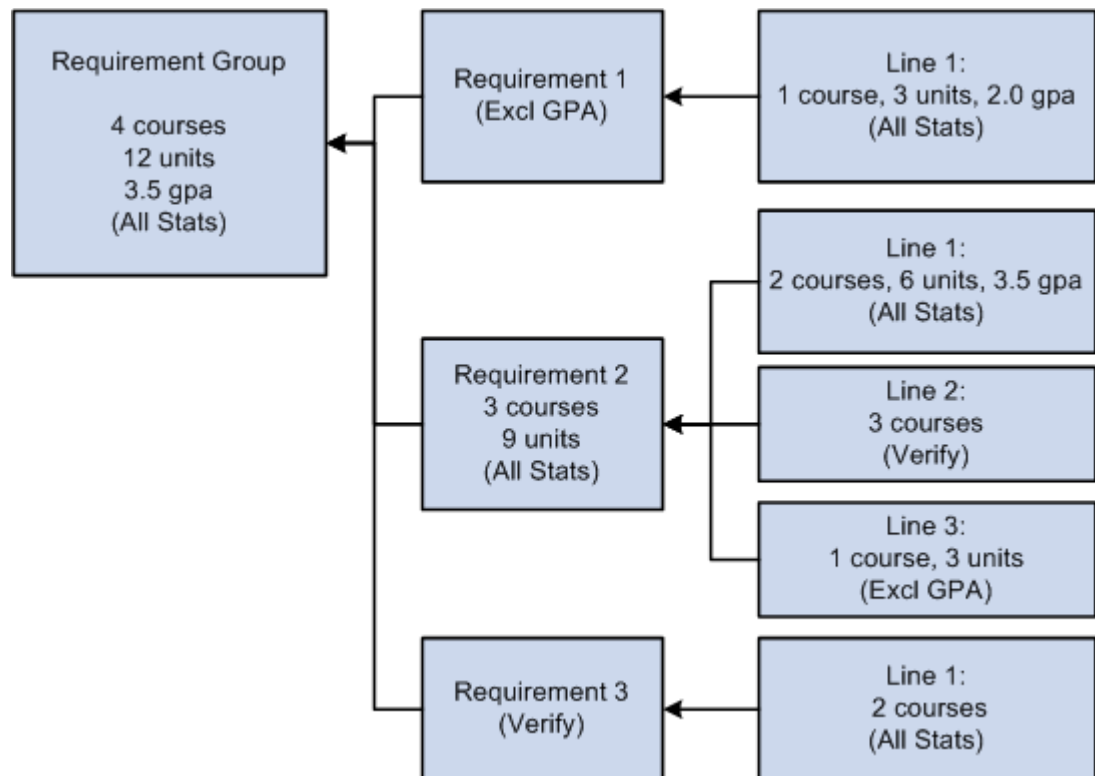 Requirement Group
4 courses
12 units
3.5 gpa
(All Stats)
Requirement 1
(Excl GPA)
Line 1:
1 course, 3 units, 2.0 gpa
(All Stats)
Requirement 2
3 courses
9 units
(All Stats)
Line 1:
2 courses, 6 units, 3.5 gpa
(All Stats)
Line 2:
3 courses
(Verify)
Line 3:
1 course, 3 units
(Excl GPA)
Requirement 3
(Verify)
Line 1:
2 courses
(All Stats)